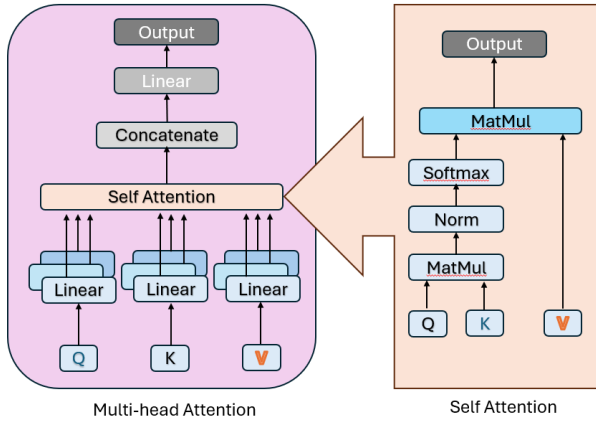 Output
Linear
Concatenate
Self Attention
Linear
Linear
Linear
Q
K
V
Multi-head Attention
Output
MatMul
Softmax
Norm
MatMul
Q
K
V
Self Attention